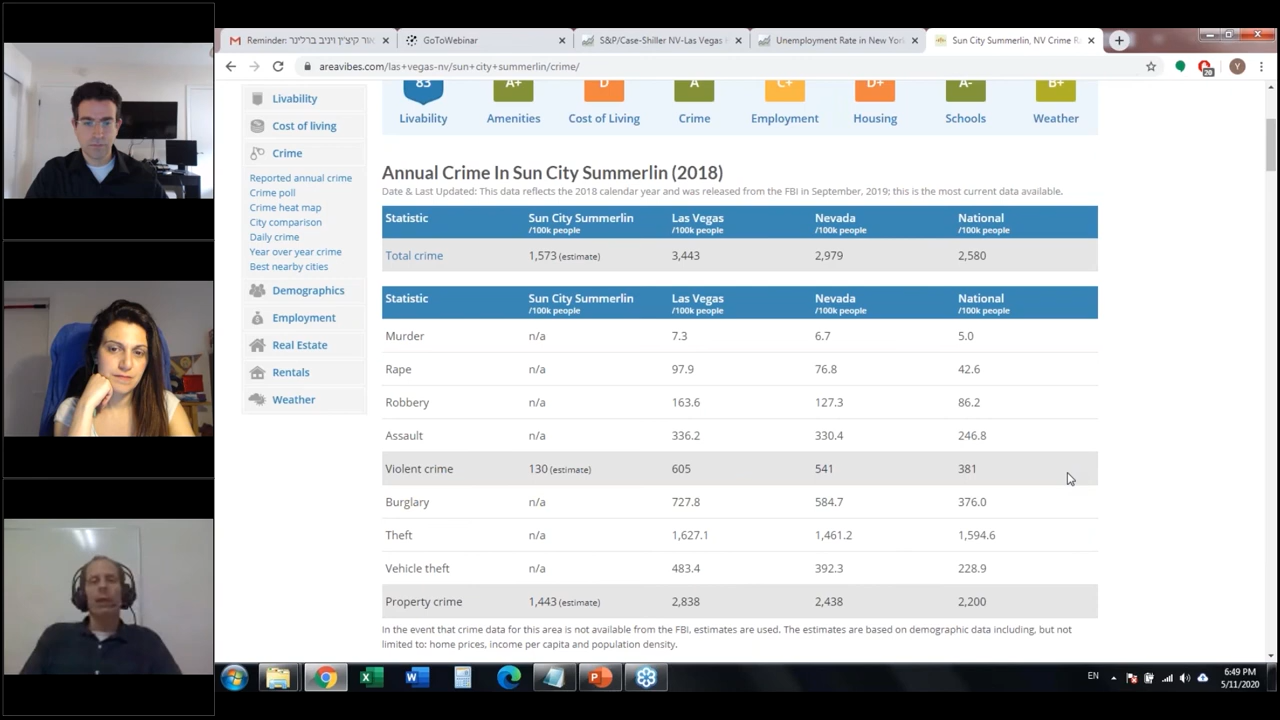 Reminder: אור קיצ'ין ויניב ברלינר
GoToWebinar
S&P/Case-Shiller NV-Las Vegas H
Unemployment Rate in New York
Sun City Summerlin, NV Crime R
areavibes.com/las+vegas-nv/sun+city+summerlin/crime/
20
Y
83
A+
D
A
C+
D+
A-
B+
Livability
Amenities
Cost of Living
Crime
Employment
Housing
Schools
Weather
Livability
Cost of living
Crime
Reported annual crime
Crime poll
Crime heat map
City comparison
Daily crime
Year over year crime
Best nearby cities
Demographics
Employment
Real Estate
Rentals
Weather
Annual Crime In Sun City Summerlin (2018)
Date & Last Updated: This data reflects the 2018 calendar year and was released from the FBI in September, 2019; this is the most current data available.
Statistic Sun City Summerlin Las Vegas Nevada National
/100k people /100k people /100k people /100k people
Total crime 1,573 (estimate) 3,443 2,979 2,580
Statistic Sun City Summerlin Las Vegas Nevada National
/100k people /100k people /100k people /100k people
Murder n/a 7.3 6.7 5.0
Rape n/a 97.9 76.8 42.6
Robbery n/a 163.6 127.3 86.2
Assault n/a 336.2 330.4 246.8
Violent crime 130 (estimate) 605 541 381
Burglary n/a 727.8 584.7 376.0
Theft n/a 1,627.1 1,461.2 1,594.6
Vehicle theft n/a 483.4 392.3 228.9
Property crime 1,443 (estimate) 2,838 2,438 2,200
In the event that crime data for this area is not available from the FBI, estimates are used. The estimates are based on demographic data including, but not
limited to: home prices, income per capita and population density.
EN
6:49 PM
5/11/2020